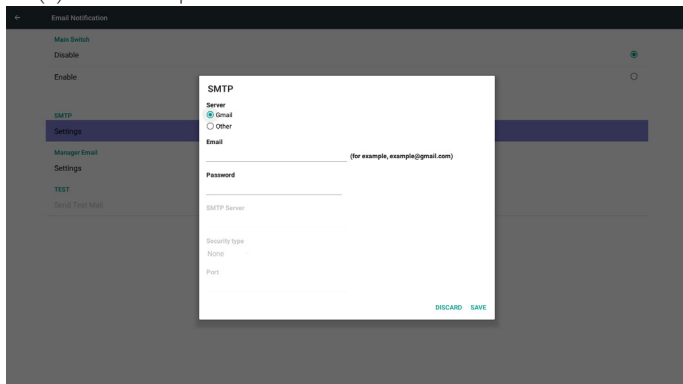 Email Notification
Main Switch
Disable
Enable
SMTP
Settings
Manager Email
Settings
TEST
Send Test Mail
SMTP
Server
Gmail
Other
Email
(for example, example@gmail.com)
Password
SMTP Server
Security type
None
Port
DISCARD SAVE